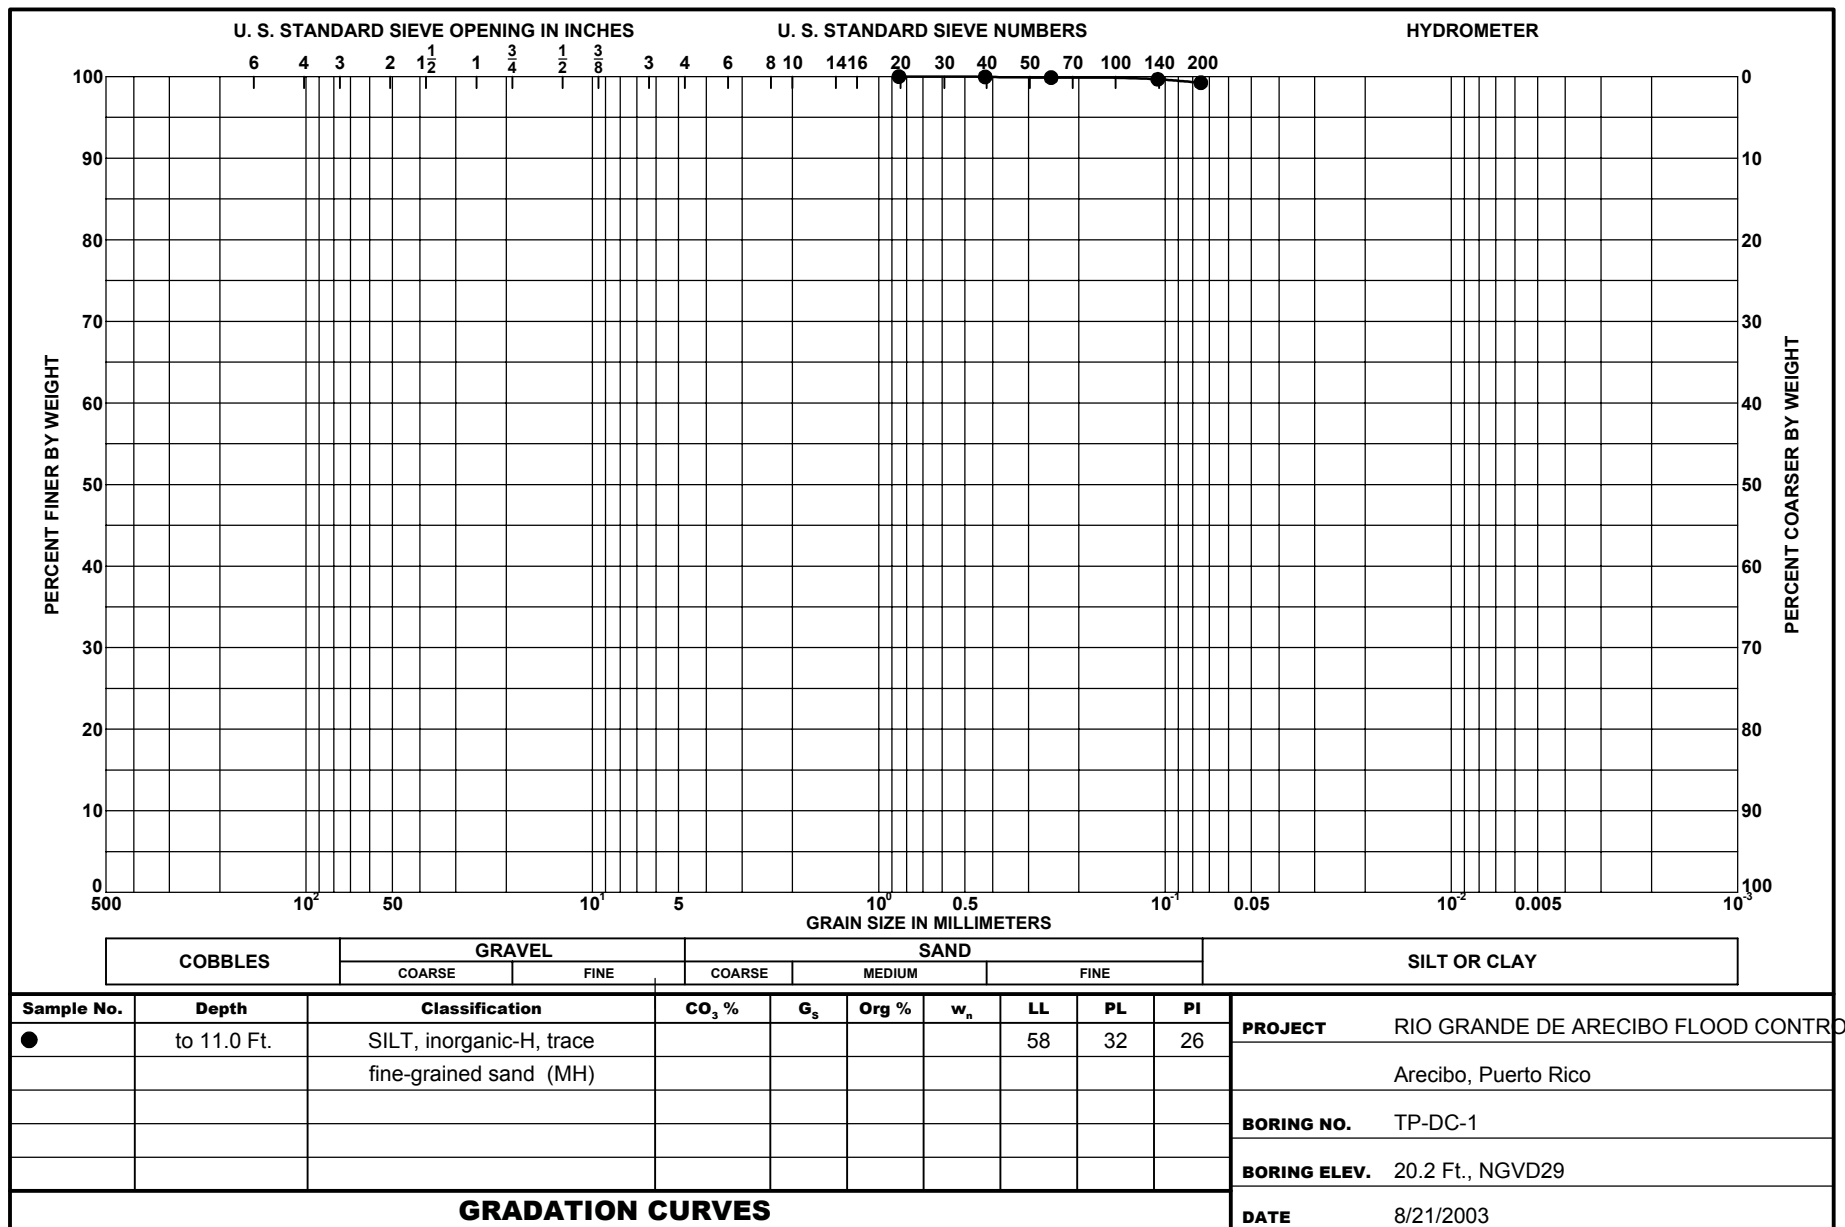 U. S. STANDARD SIEVE OPENING IN INCHES U. S. STANDARD SIEVE NUMBERS HYDROMETER
6 4 3 2 1 1/2 1 3/4 1/2 3/8 3 4 6 8 10 14 16 20 30 40 50 70 100 140 200
100 0
90 10
80 20
70 30
60 40
50 50
40 60
30 70
20 80
10 90
0 100
PERCENT FINER BY WEIGHT
PERCENT COARSER BY WEIGHT
500 10² 50 10¹ 5 10⁰ 0.5 10⁻¹ 0.05 10⁻² 0.005 10⁻³
GRAIN SIZE IN MILLIMETERS
COBBLES GRAVEL SAND SILT OR CLAY
COARSE FINE COARSE MEDIUM FINE
Sample No. Depth Classification CO₃ % Gₛ Org % wₙ LL PL PI
● to 11.0 Ft. SILT, inorganic-H, trace 58 32 26
fine-grained sand (MH)
GRADATION CURVES
PROJECT RIO GRANDE DE ARECIBO FLOOD CONTRO
Arecibo, Puerto Rico
BORING NO. TP-DC-1
BORING ELEV. 20.2 Ft., NGVD29
DATE 8/21/2003